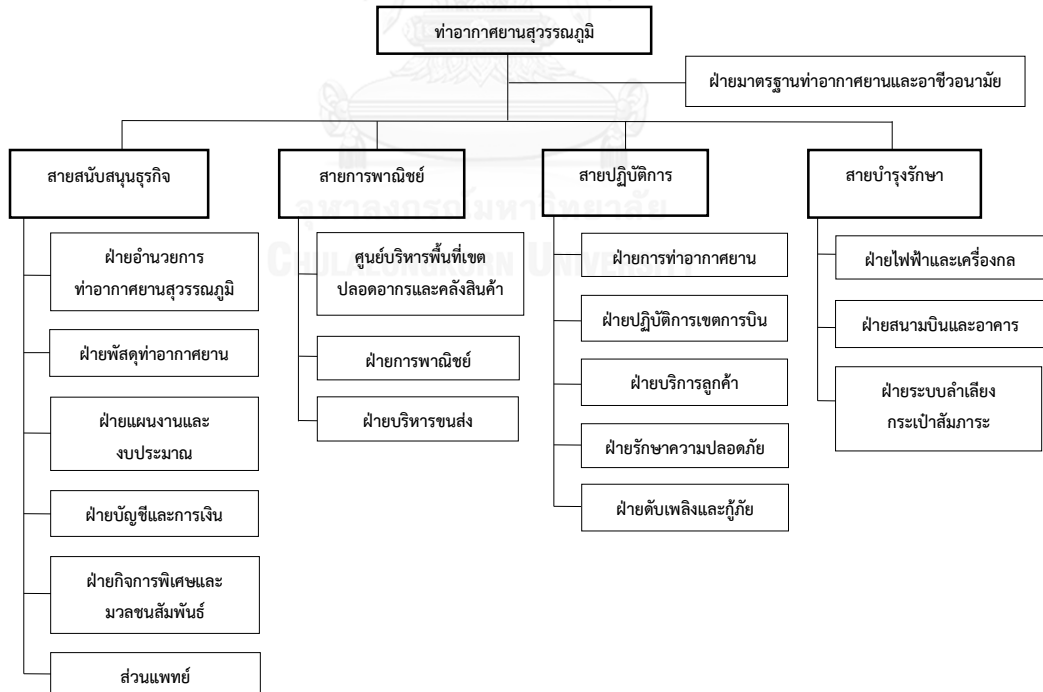 ท่าอากาศยานสุวรรณภูมิ
ฝ่ายมาตรฐานท่าอากาศยานและอาชีวอนามัย
สายสนับสนุนธุรกิจ
ฝ่ายอำนวยการ
ท่าอากาศยานสุวรรณภูมิ
ฝ่ายพัสดุท่าอากาศยาน
ฝ่ายแผนงานและ
งบประมาณ
ฝ่ายบัญชีและการเงิน
ฝ่ายกิจการพิเศษและ
มวลชนสัมพันธ์
ส่วนแพทย์
สายการพาณิชย์
ศูนย์บริหารพื้นที่เขต
ปลอดอากรและคลังสินค้า
ฝ่ายการพาณิชย์
ฝ่ายบริหารขนส่ง
สายปฏิบัติการ
ฝ่ายการท่าอากาศยาน
ฝ่ายปฏิบัติการเขตการบิน
ฝ่ายบริการลูกค้า
ฝ่ายรักษาความปลอดภัย
ฝ่ายดับเพลิงและกู้ภัย
สายบำรุงรักษา
ฝ่ายไฟฟ้าและเครื่องกล
ฝ่ายสนามบินและอาคาร
ฝ่ายระบบลำเลียง
กระเป๋าสัมภาระ
จุฬาลงกรณ์มหาวิทยาลัย
CHULALONGKORN UNIVERSITY